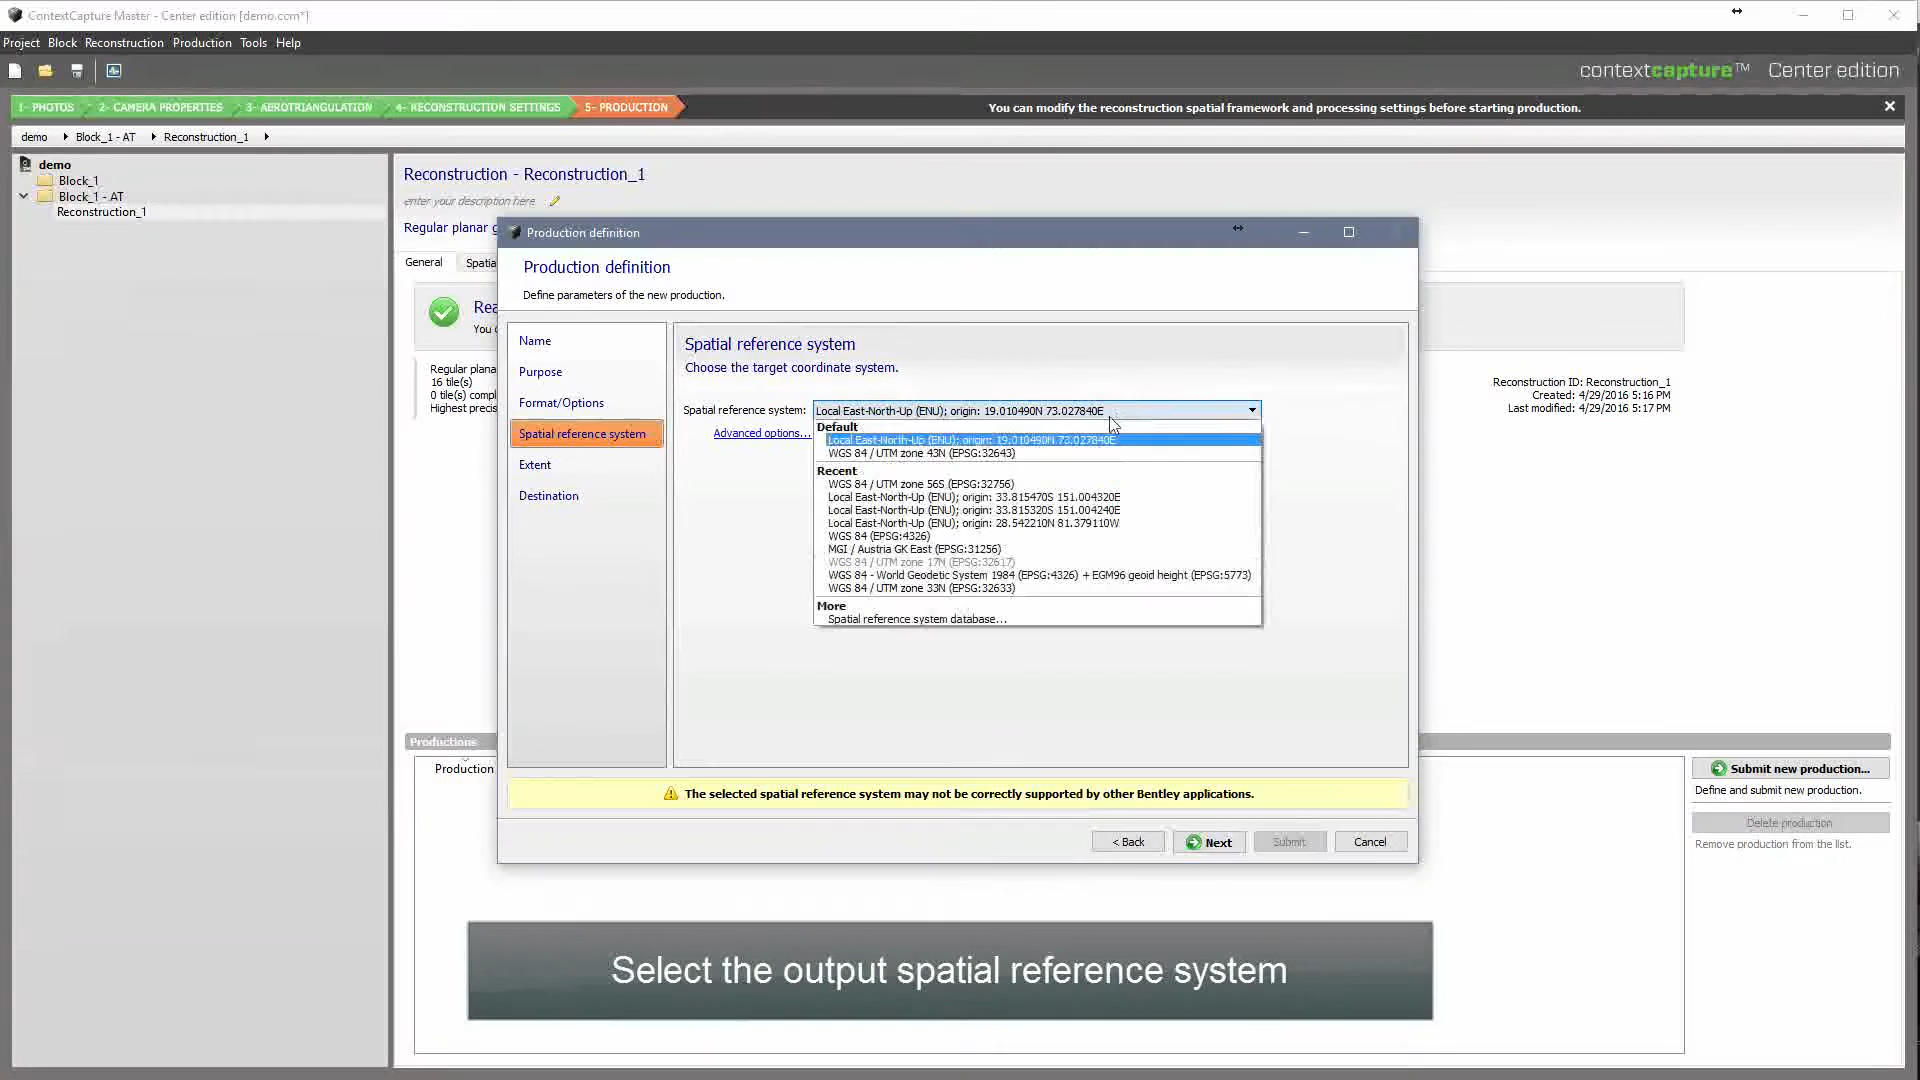 ContextCapture Master - Center edition [demo.com*]
Project Block Reconstruction Production Tools Help
contextcapture™ Center edition
1- PHOTOS 2- CAMERA PROPERTIES 3- AEROTRIANGULATION 4- RECONSTRUCTION SETTINGS 5- PRODUCTION
You can modify the reconstruction spatial framework and processing settings before starting production.
demo Block_1 - AT Reconstruction_1
demo
Block_1
Block_1 - AT
Reconstruction_1
Reconstruction - Reconstruction_1
enter your description here
Regular planar g
General Spatia
Rea
You c
Regular plana
16 tile(s)
0 tile(s) compl
Highest precis
Reconstruction ID: Reconstruction_1
Created: 4/29/2016 5:16 PM
Last modified: 4/29/2016 5:17 PM
Production definition
Production definition
Define parameters of the new production.
Name
Purpose
Format/Options
Spatial reference system
Extent
Destination
Spatial reference system
Choose the target coordinate system.
Spatial reference system: Local East-North-Up (ENU); origin: 19.010490N 73.027840E
Advanced options...
Default
Local East-North-Up (ENU); origin: 19.010490N 73.027840E
WGS 84 / UTM zone 43N (EPSG:32643)
Recent
WGS 84 / UTM zone 56S (EPSG:32756)
Local East-North-Up (ENU); origin: 33.815470S 151.004320E
Local East-North-Up (ENU); origin: 33.815320S 151.004240E
Local East-North-Up (ENU); origin: 28.542210N 81.379110W
WGS 84 (EPSG:4326)
MGI / Austria GK East (EPSG:31256)
WGS 84 / UTM zone 17N (EPSG:32617)
WGS 84 - World Geodetic System 1984 (EPSG:4326) + EGM96 geoid height (EPSG:5773)
WGS 84 / UTM zone 33N (EPSG:32633)
More
Spatial reference system database...
The selected spatial reference system may not be correctly supported by other Bentley applications.
< Back Next Submit Cancel
Productions
Production
Submit new production...
Define and submit new production.
Delete production
Remove production from the list.
Select the output spatial reference system